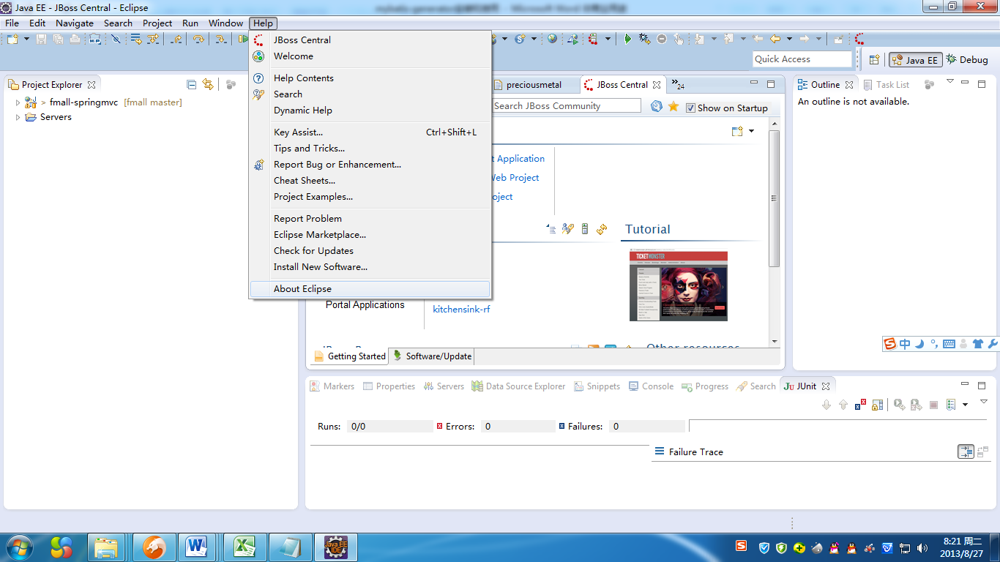 Java EE - JBoss Central - Eclipse
File Edit Navigate Search Project Run Window Help
JBoss Central
Welcome
Help Contents
Search
Dynamic Help
Key Assist... Ctrl+Shift+L
Tips and Tricks...
Report Bug or Enhancement...
Cheat Sheets...
Project Examples...
Report Problem
Eclipse Marketplace...
Check for Updates
Install New Software...
About Eclipse
Quick Access
Java EE
Debug
Project Explorer
> fmall-springmvc [fmall master]
Servers
preciousmetal
JBoss Central
»24
Search JBoss Community
Show on Startup
t Application
Web Project
oject
Tutorial
TICKETMONSTER
Portal Applications
kitchensink-rf
Other resources
Getting Started
Software/Update
Outline
Task List
An outline is not available.
中
Markers Properties Servers Data Source Explorer Snippets Console Progress Search JUnit
Runs: 0/0 Errors: 0 Failures: 0
Failure Trace
Java EE
IDE
8:21 周二
2013/8/27